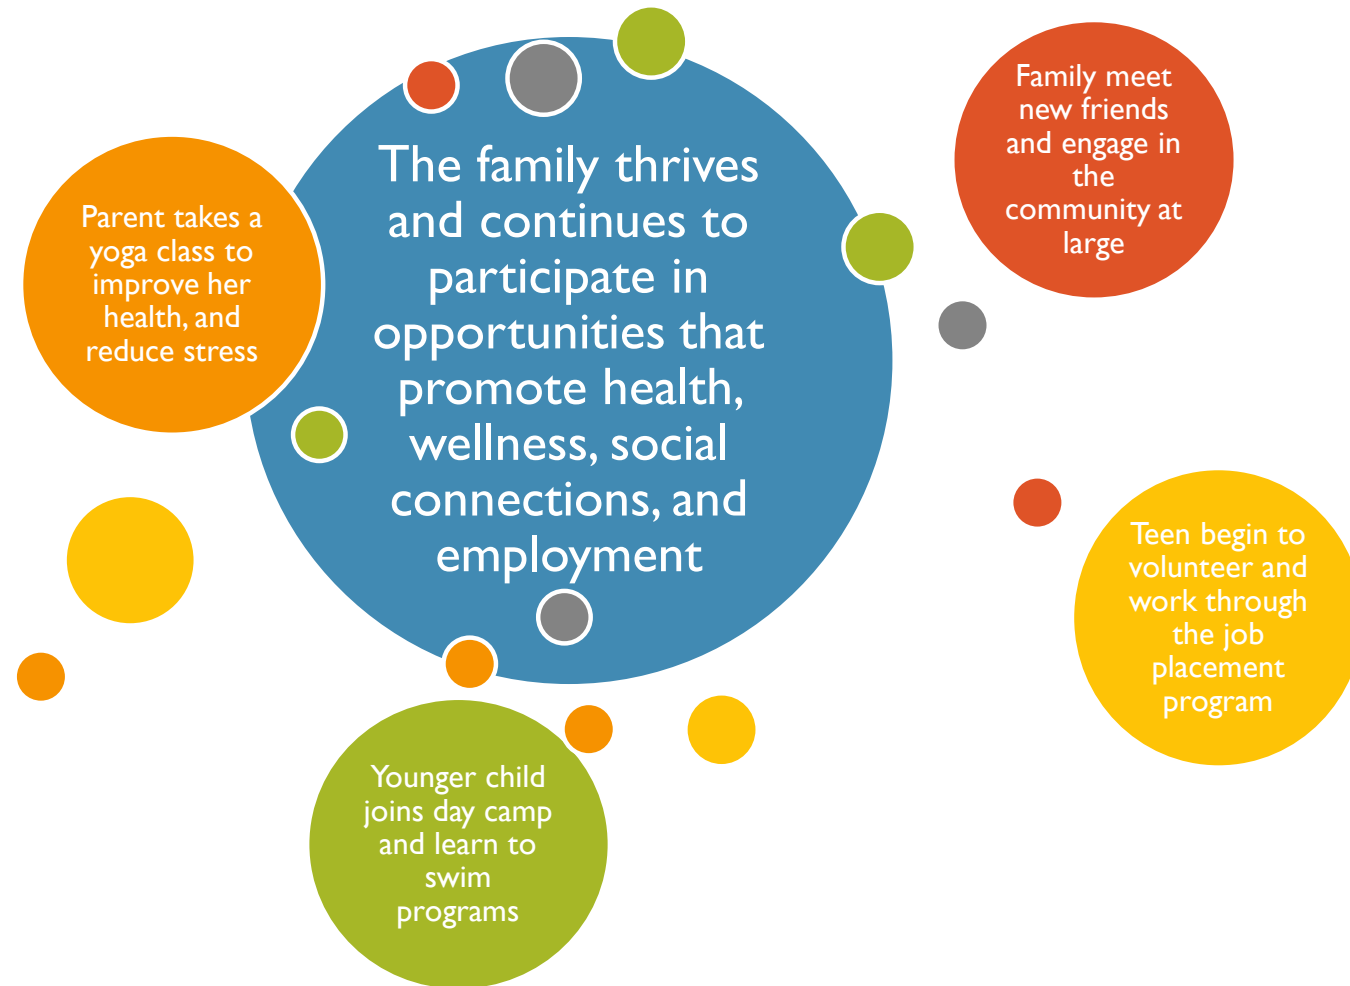 Parent takes a
yoga class to
improve her
health, and
reduce stress
The family thrives
and continues to
participate in
opportunities that
promote health,
wellness, social
connections, and
employment
Family meet
new friends
and engage in
the
community at
large
Teen begin to
volunteer and
work through
the job
placement
program
Younger child
joins day camp
and learn to
swim
programs